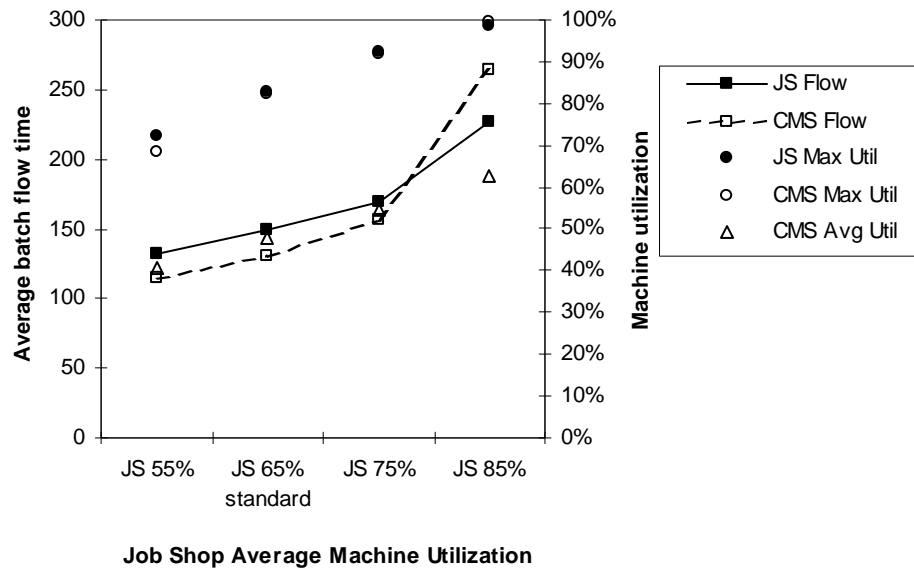 300
250
200
150
100
50
0
Average batch flow time
100%
90%
80%
70%
60%
50%
40%
30%
20%
10%
0%
Machine utilization
JS Flow
CMS Flow
JS Max Util
CMS Max Util
CMS Avg Util
JS 55% JS 65% JS 75% JS 85%
standard
Job Shop Average Machine Utilization